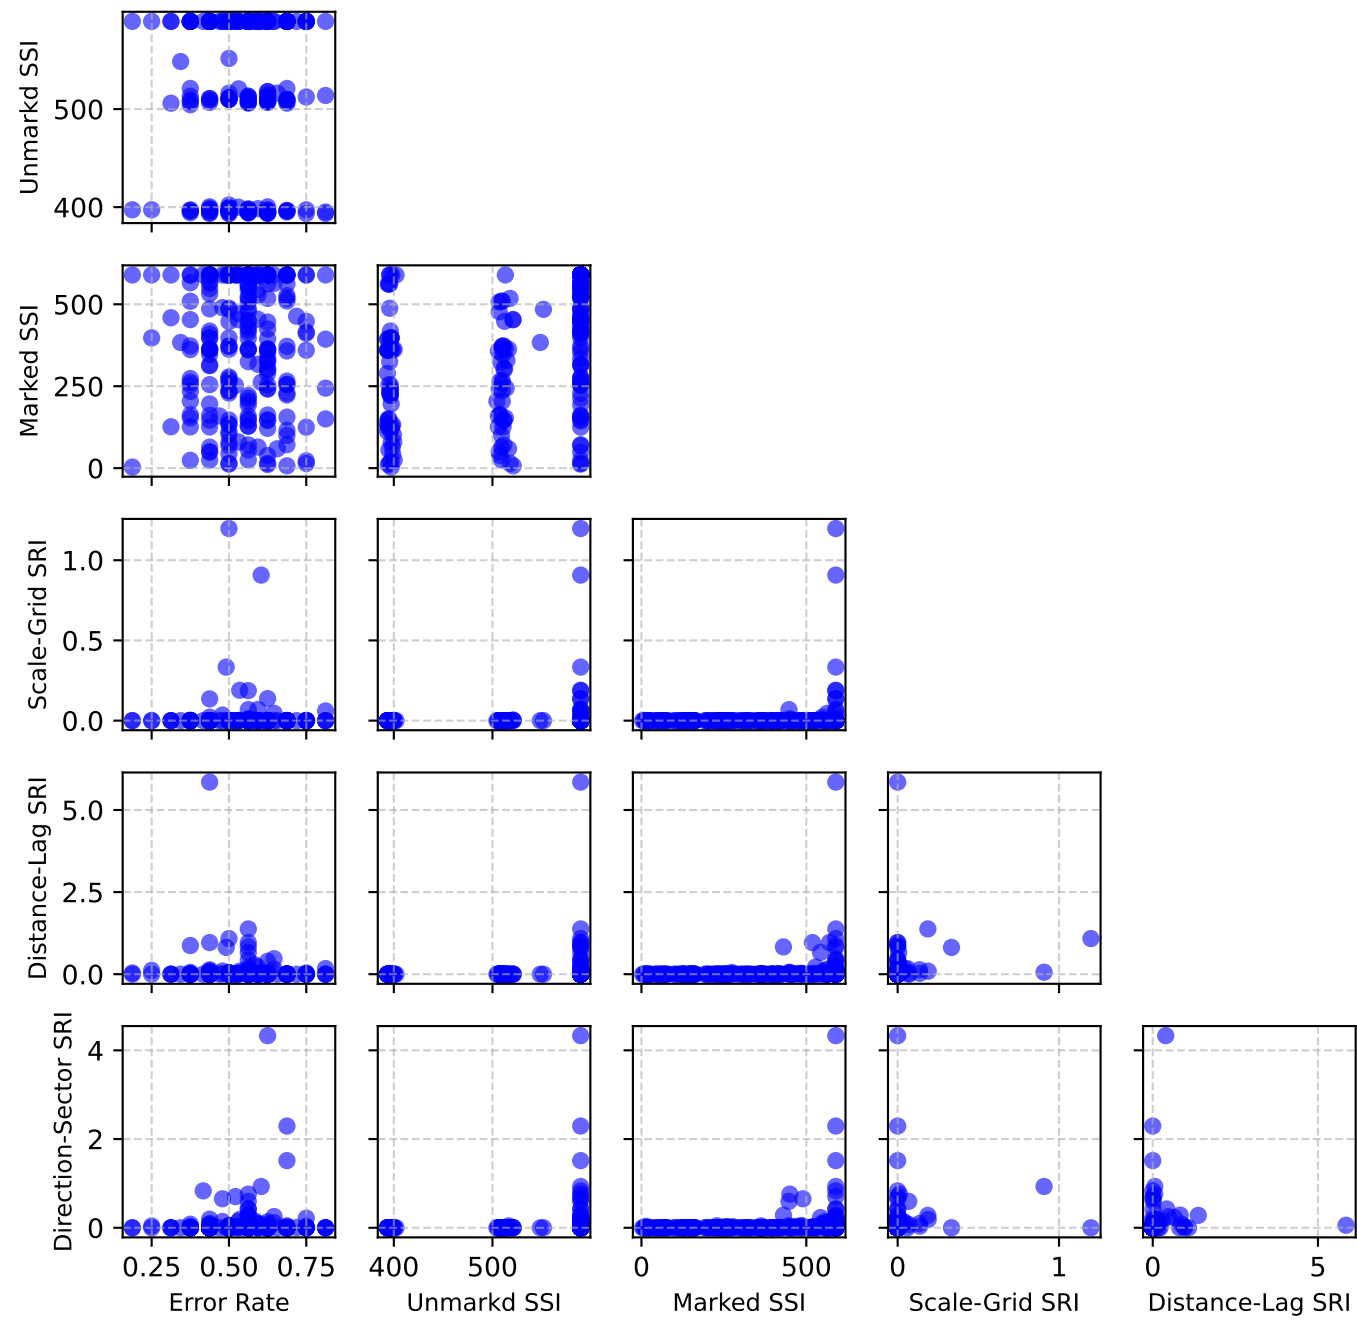 Unmarkd SSI
500
400
Marked SSI
500
250
0
Scale-Grid SRI
1.0
0.5
0.0
Distance-Lag SRI
5.0
2.5
0.0
Direction-Sector SRI
4
2
0
0.25 0.50 0.75 400 500 0 500 0 1 0 5
Error Rate Unmarkd SSI Marked SSI Scale-Grid SRI Distance-Lag SRI